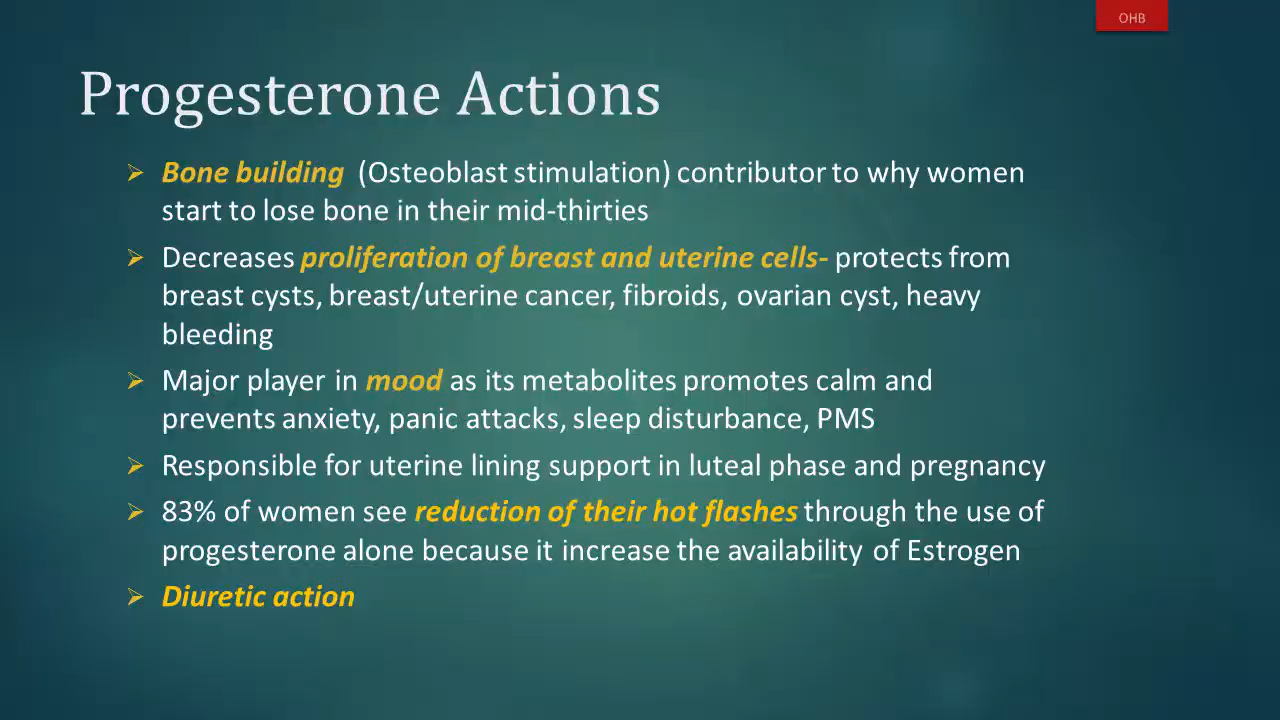 OHB
Progesterone Actions
Bone building (Osteoblast stimulation) contributor to why women
start to lose bone in their mid-thirties
Decreases proliferation of breast and uterine cells- protects from
breast cysts, breast/uterine cancer, fibroids, ovarian cyst, heavy
bleeding
Major player in mood as its metabolites promotes calm and
prevents anxiety, panic attacks, sleep disturbance, PMS
Responsible for uterine lining support in luteal phase and pregnancy
83% of women see reduction of their hot flashes through the use of
progesterone alone because it increase the availability of Estrogen
Diuretic action